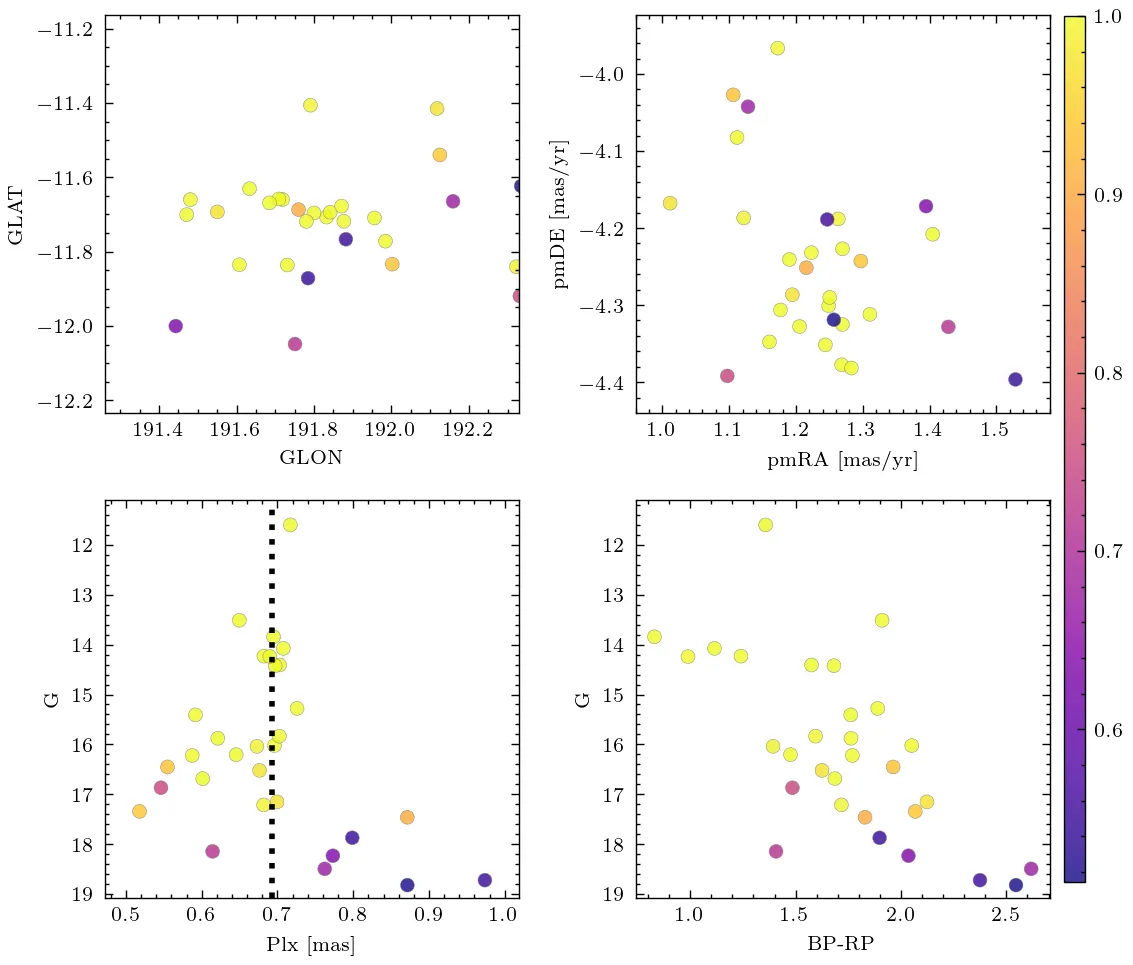 −11.2
−11.4
−11.6
−11.8
−12.0
−12.2
GLAT
191.4 191.6 191.8 192.0 192.2
GLON
−4.0
−4.1
−4.2
−4.3
−4.4
pmDE [mas/yr]
1.0 1.1 1.2 1.3 1.4 1.5
pmRA [mas/yr]
1.0
0.9
0.8
0.7
0.6
12
13
14
15
16
17
18
19
G
0.5 0.6 0.7 0.8 0.9 1.0
Plx [mas]
12
13
14
15
16
17
18
19
G
1.0 1.5 2.0 2.5
BP-RP